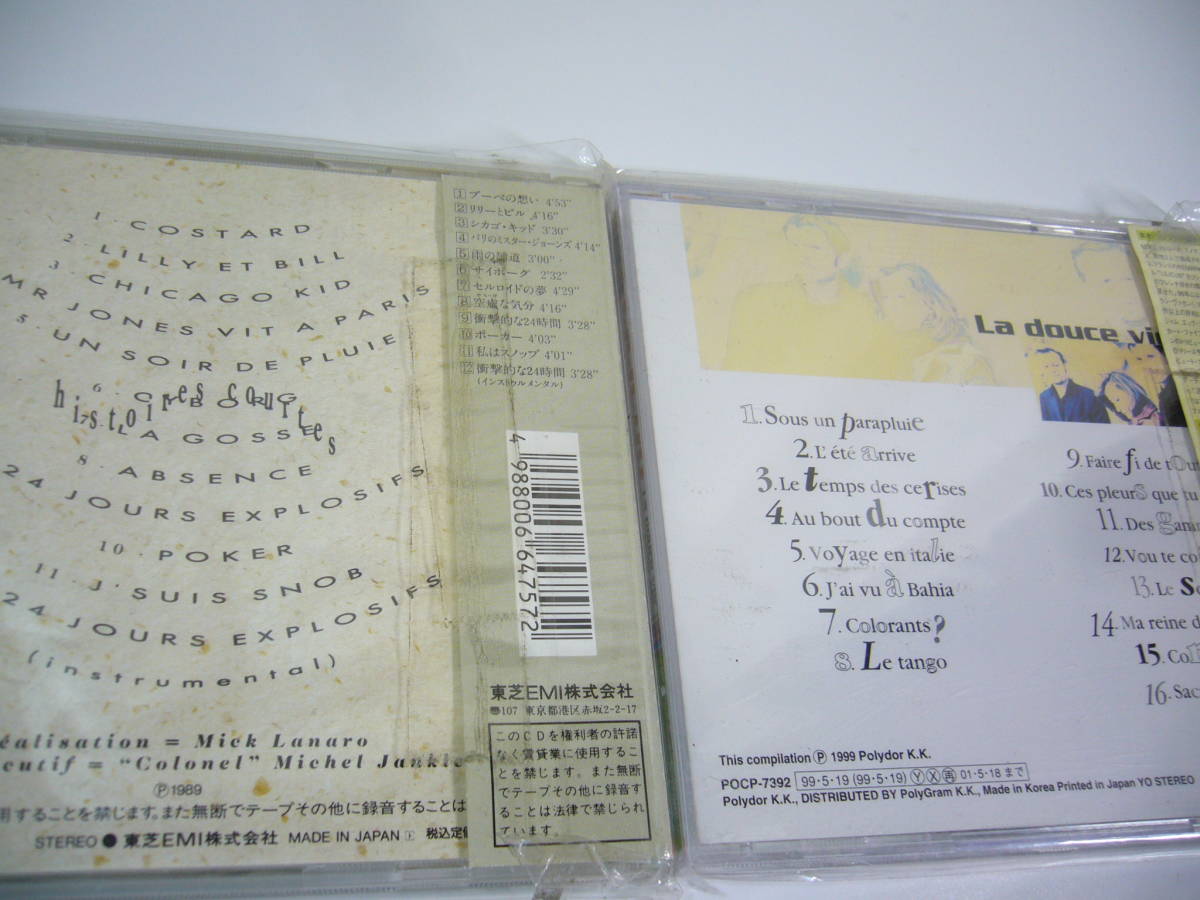 1 · COSTARD
2 · LILLY ET BILL
3 · CHICAGO KID
MR JONES VIT A PARIS
5 · UN SOIR DE PLUIE
histoires courtes
LA GOSSE
8 · ABSENCE
24 JOURS EXPLOSIFS
10 · POKER
11 · J'SUIS SNOB
24 JOURS EXPLOSIFS
(instrumental)
éalisation = Mick Lanaro
cutif = "Colonel" Michel
Ⓟ1989
用することを禁じます。また無断でテープその他に録音することは
STEREO ● 東芝EMI株式会社 MADE IN JAPAN 税込定価
1 プーペの想い 4'53"
2 リリーとビル 4'16"
3 シカゴ・キッド 3'30"
4 パリのミスター・ジョーンズ 4'14"
5 雨の舗道 3'00"
6 サイボーグ 2'32"
7 セルロイドの夢 4'29"
8 空虚な気分 4'16"
9 衝撃的な24時間 3'28"
10 ポーカー 4'03"
11 私はスノッブ 4'01"
12 衝撃的な24時間 3'28"
(インストゥルメンタル)
4 988006 647572
東芝EMI株式会社
〠107 東京都港区赤坂2-2-17
このCDを権利者の許諾
なく賃貸業に使用するこ
とを禁じます。また無断
でテープその他に録音す
ることは法律で禁じられ
ています。
La douce vi
1. Sous un parapluie
2. L'été arrive
3. Le temps des cerises
4. Au bout du compte
5. Voyage en italie
6. J'ai vu à Bahia
7. Colorants?
8. Le tango
9. Faire fi de tou
10. Ces pleurs que tu
11. Des gam
12. Vou te co
13. Le So
14 Ma reine d
15. Col
16. Sac
This compilation Ⓟ 1999 Polydor K.K.
POCP-7392 99·5·19 (99·5·19) Ⓨ Ⓧ 再 01·5·18 まで
Polydor K.K., DISTRIBUTED BY PolyGram K.K., Made in Korea Printed in Japan YO STEREO